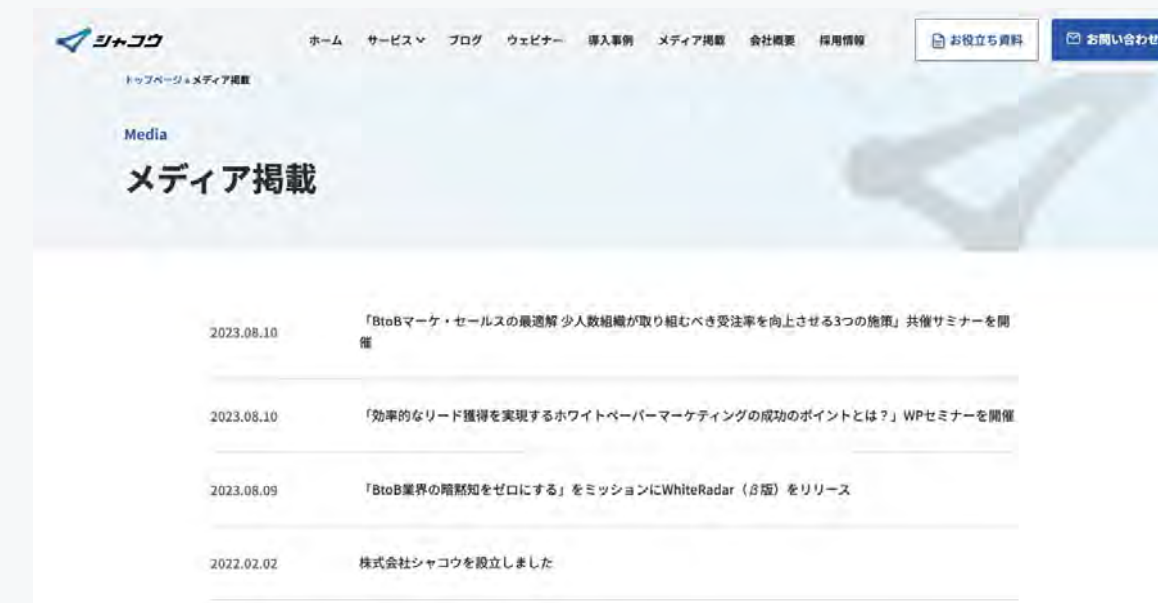 シャコウ
ホーム サービス ブログ ウェビナー 導入事例 メディア掲載 会社概要 採用情報 お役立ち資料 お問い合わせ
トップページ » メディア掲載
Media
メディア掲載
2023.08.10 「BtoBマーケ・セールスの最適解 少人数組織が取り組むべき受注率を向上させる3つの施策」共催サミナーを開
催
2023.08.10 「効率的なリード獲得を実現するホワイトペーパーマーケティングの成功のポイントとは？」WPセミナーを開催
2023.08.09 「BtoB業界の暗黙知をゼロにする」をミッションにWhiteRadar（β版）をリリース
2022.02.02 株式会社シャコウを設立しました